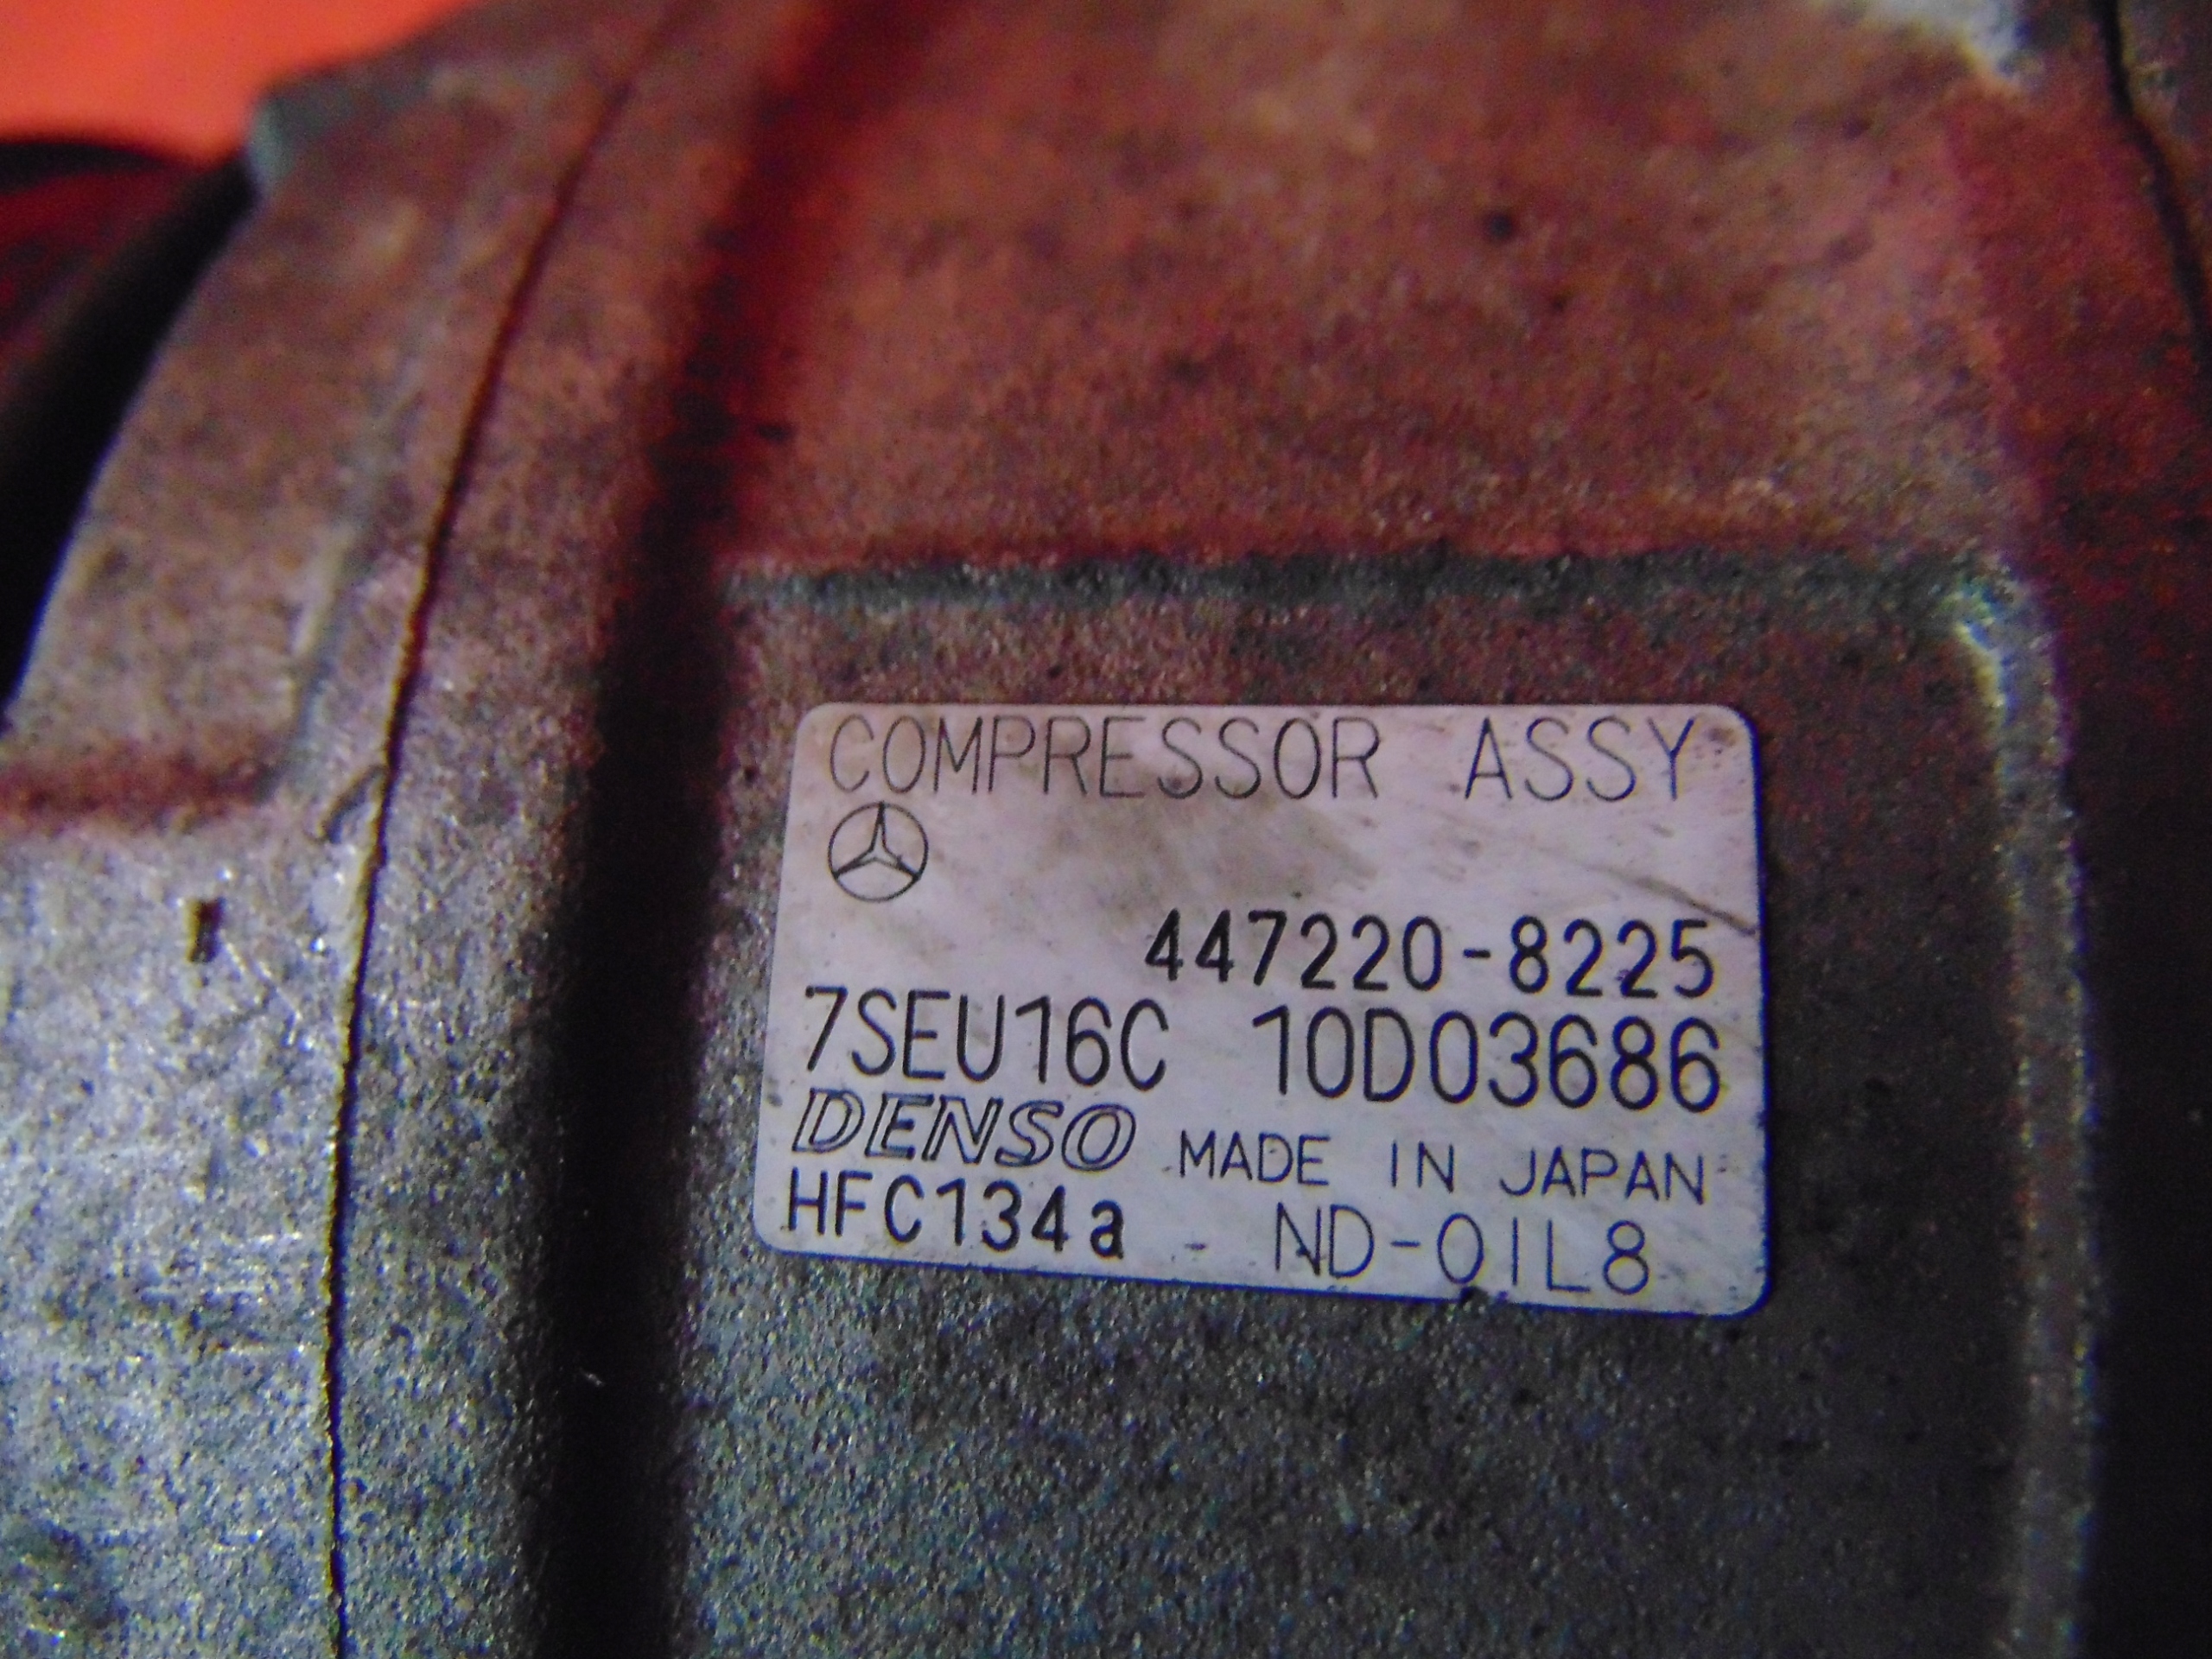 COMPRESSOR ASSY
447220-8225
7SEU16C 10D03686
DENSO MADE IN JAPAN
HFC134a - ND-OIL8